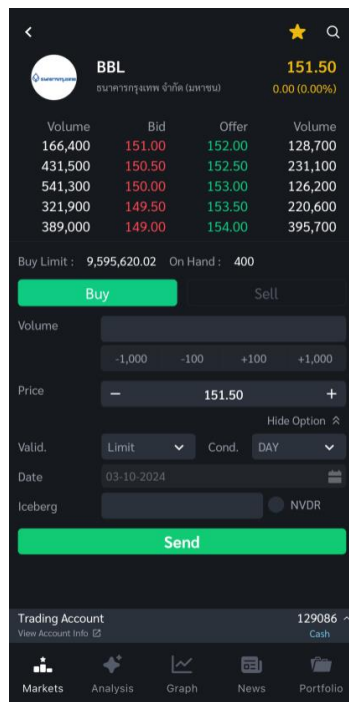 BBL 151.50
ธนาคารกรุงเทพ จำกัด (มหาชน) 0.00 (0.00%)
Volume Bid Offer Volume
166,400 151.00 152.00 128,700
431,500 150.50 152.50 231,100
541,300 150.00 153.00 126,200
321,900 149.50 153.50 220,600
389,000 149.00 154.00 395,700
Buy Limit : 9,595,620.02 On Hand : 400
Buy Sell
Volume
-1,000 -100 +100 +1,000
Price − 151.50 +
Hide Option
Valid. Limit Cond. DAY
Date 03-10-2024
Iceberg NVDR
Send
Trading Account 129086
View Account Info Cash
Markets Analysis Graph News Portfolio